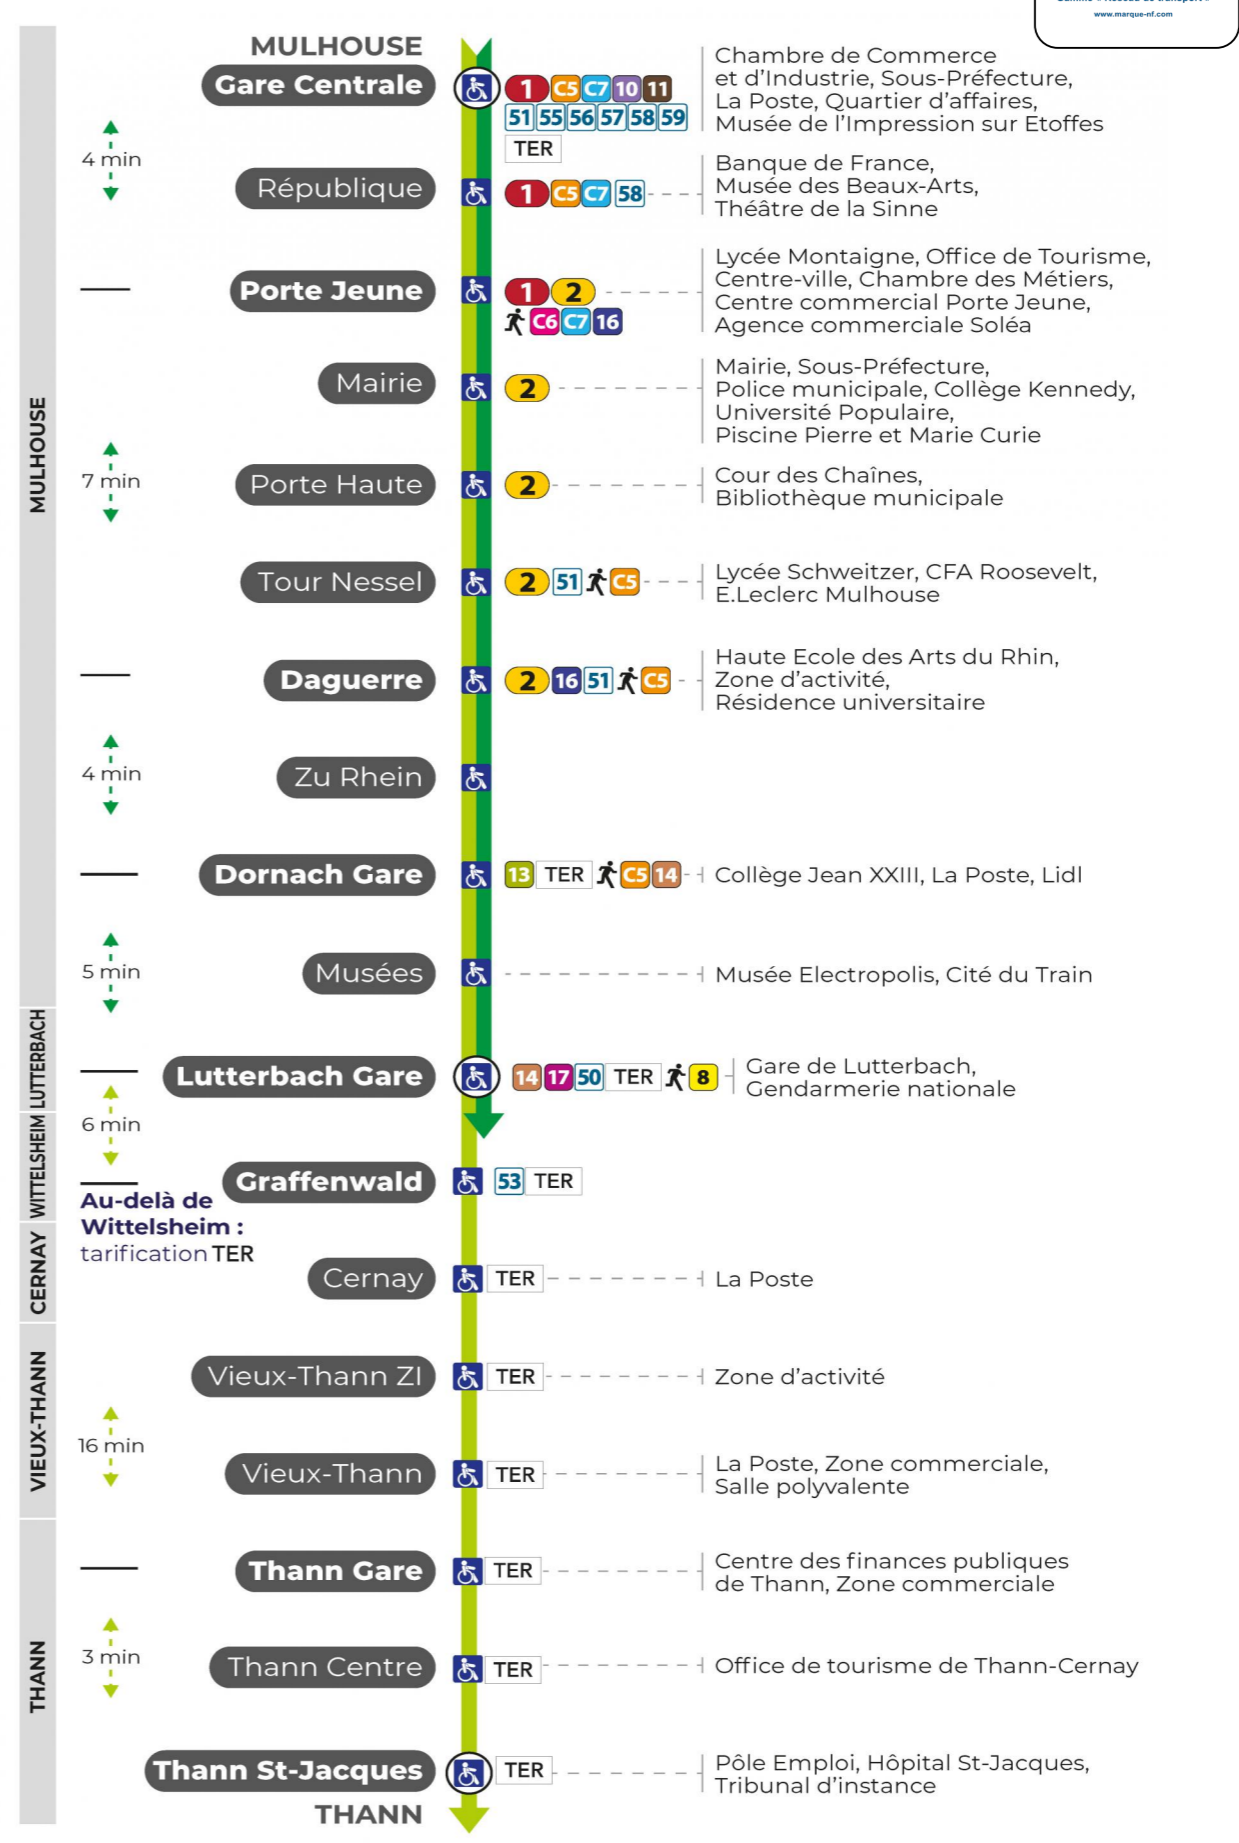 www.marque-nf.com
MULHOUSE
Gare Centrale
1 C5 C7 10 11
51 55 56 57 58 59
TER
Chambre de Commerce
et d'Industrie, Sous-Préfecture,
La Poste, Quartier d'affaires,
Musée de l'Impression sur Etoffes
4 min
République
1 C5 C7 58
Banque de France,
Musée des Beaux-Arts,
Théâtre de la Sinne
Porte Jeune
1 2
C6 C7 16
Lycée Montaigne, Office de Tourisme,
Centre-ville, Chambre des Métiers,
Centre commercial Porte Jeune,
Agence commerciale Soléa
Mairie
2
Mairie, Sous-Préfecture,
Police municipale, Collège Kennedy,
Université Populaire,
Piscine Pierre et Marie Curie
MULHOUSE
7 min
Porte Haute
2
Cour des Chaînes,
Bibliothèque municipale
Tour Nessel
2 51 C5
Lycée Schweitzer, CFA Roosevelt,
E.Leclerc Mulhouse
Daguerre
2 16 51 C5
Haute Ecole des Arts du Rhin,
Zone d'activité,
Résidence universitaire
4 min
Zu Rhein
Dornach Gare
13 TER C5 14
Collège Jean XXIII, La Poste, Lidl
5 min
Musées
Musée Electropolis, Cité du Train
LUTTERBACH
Lutterbach Gare
14 17 50 TER 8
Gare de Lutterbach,
Gendarmerie nationale
6 min
WITTELSHEIM
Graffenwald
53 TER
Au-delà de
Wittelsheim :
tarification TER
CERNAY
Cernay
TER
La Poste
VIEUX-THANN
Vieux-Thann ZI
TER
Zone d'activité
16 min
Vieux-Thann
TER
La Poste, Zone commerciale,
Salle polyvalente
Thann Gare
TER
Centre des finances publiques
de Thann, Zone commerciale
THANN
3 min
Thann Centre
TER
Office de tourisme de Thann-Cernay
Thann St-Jacques
TER
Pôle Emploi, Hôpital St-Jacques,
Tribunal d'instance
THANN